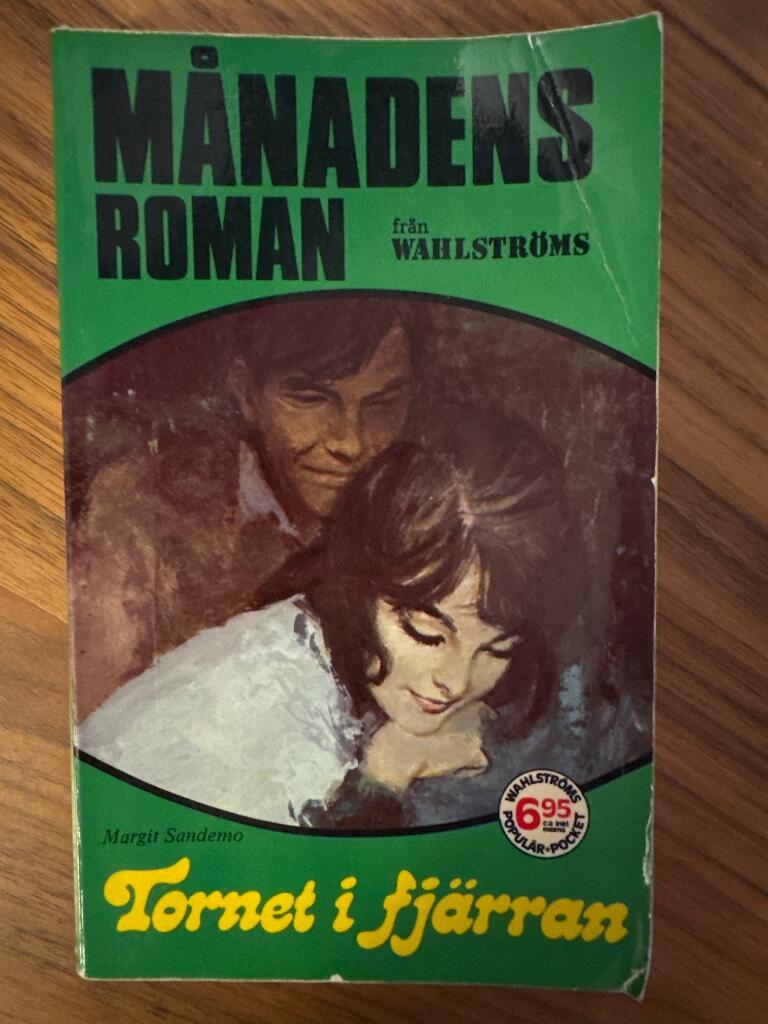 MÅNADENS
ROMAN
från
WAHLSTRÖMS
WAHLSTRÖMS
6 95
ca inkl
moms
POPULÄR • POCKET
Margit Sandemo
Tornet i fjärran